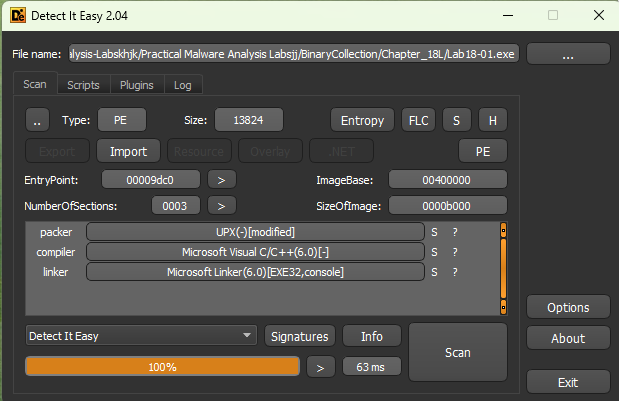 Detect It Easy 2.04
File name: alysis-Labskhjk/Practical Malware Analysis Labsjj/BinaryCollection/Chapter_18L/Lab18-01.exe ...
Scan Scripts Plugins Log
.. Type: PE Size: 13824 Entropy FLC S H
Export Import Resource Overlay .NET PE
EntryPoint: 00009dc0 > ImageBase: 00400000
NumberOfSections: 0003 > SizeOfImage: 0000b000
packer UPX(-)[modified] S ?
compiler Microsoft Visual C/C++(6.0)[-] S ?
linker Microsoft Linker(6.0)[EXE32,console] S ?
Options
Detect It Easy Signatures Info Scan About
100% > 63 ms
Exit